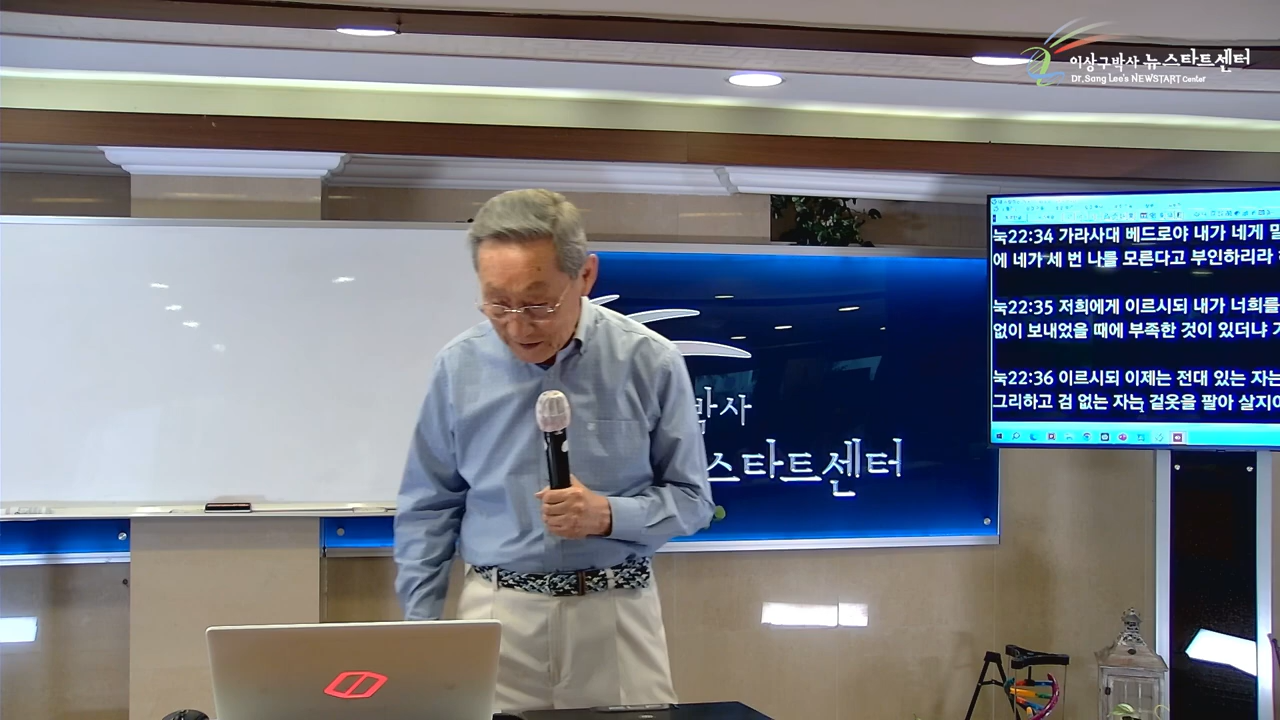 이상구박사 뉴스타트센터
Dr. Sang Lee's NEWSTART Center
눅22:34 가라사대 베드로야 내가 네게
에 네가 세 번 나를 모른다고 부인하리라
눅22:35 저희에게 이르시되 내가 너희를
없이 보내었을 때에 부족한 것이 있더냐
눅22:36 이르시되 이제는 전대 있는 자는
그리하고 검 없는 자는 겉옷을 팔아 살지
박사
스타트센터